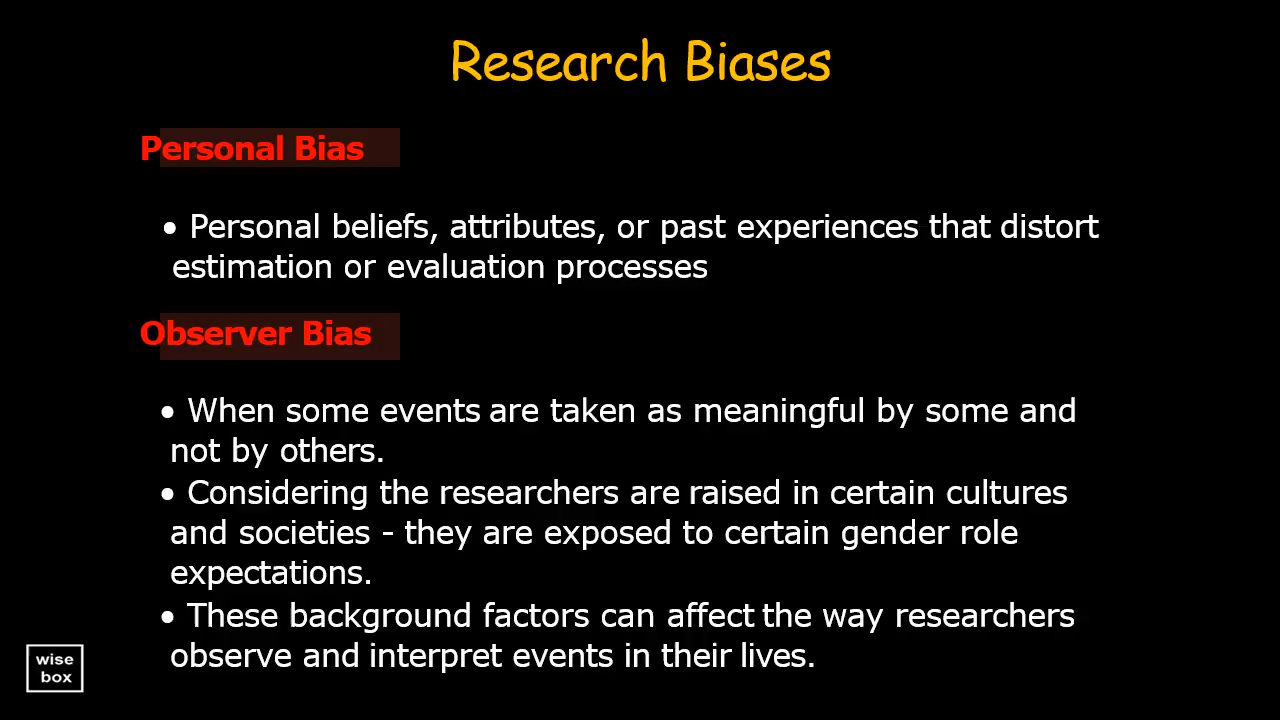 Research Biases
Personal Bias
• Personal beliefs, attributes, or past experiences that distort
estimation or evaluation processes
Observer Bias
• When some events are taken as meaningful by some and
not by others.
• Considering the researchers are raised in certain cultures
and societies - they are exposed to certain gender role
expectations.
• These background factors can affect the way researchers
observe and interpret events in their lives.
wise
box